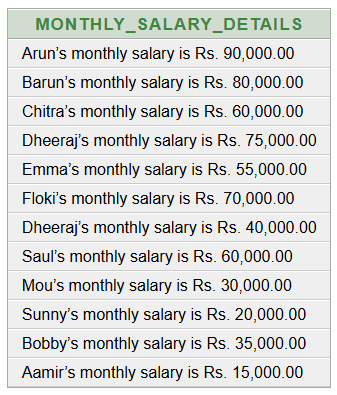 MONTHLY_SALARY_DETAILS
Arun’s monthly salary is Rs. 90,000.00
Barun’s monthly salary is Rs. 80,000.00
Chitra’s monthly salary is Rs. 60,000.00
Dheeraj’s monthly salary is Rs. 75,000.00
Emma’s monthly salary is Rs. 55,000.00
Floki’s monthly salary is Rs. 70,000.00
Dheeraj’s monthly salary is Rs. 40,000.00
Saul’s monthly salary is Rs. 60,000.00
Mou’s monthly salary is Rs. 30,000.00
Sunny’s monthly salary is Rs. 20,000.00
Bobby’s monthly salary is Rs. 35,000.00
Aamir’s monthly salary is Rs. 15,000.00